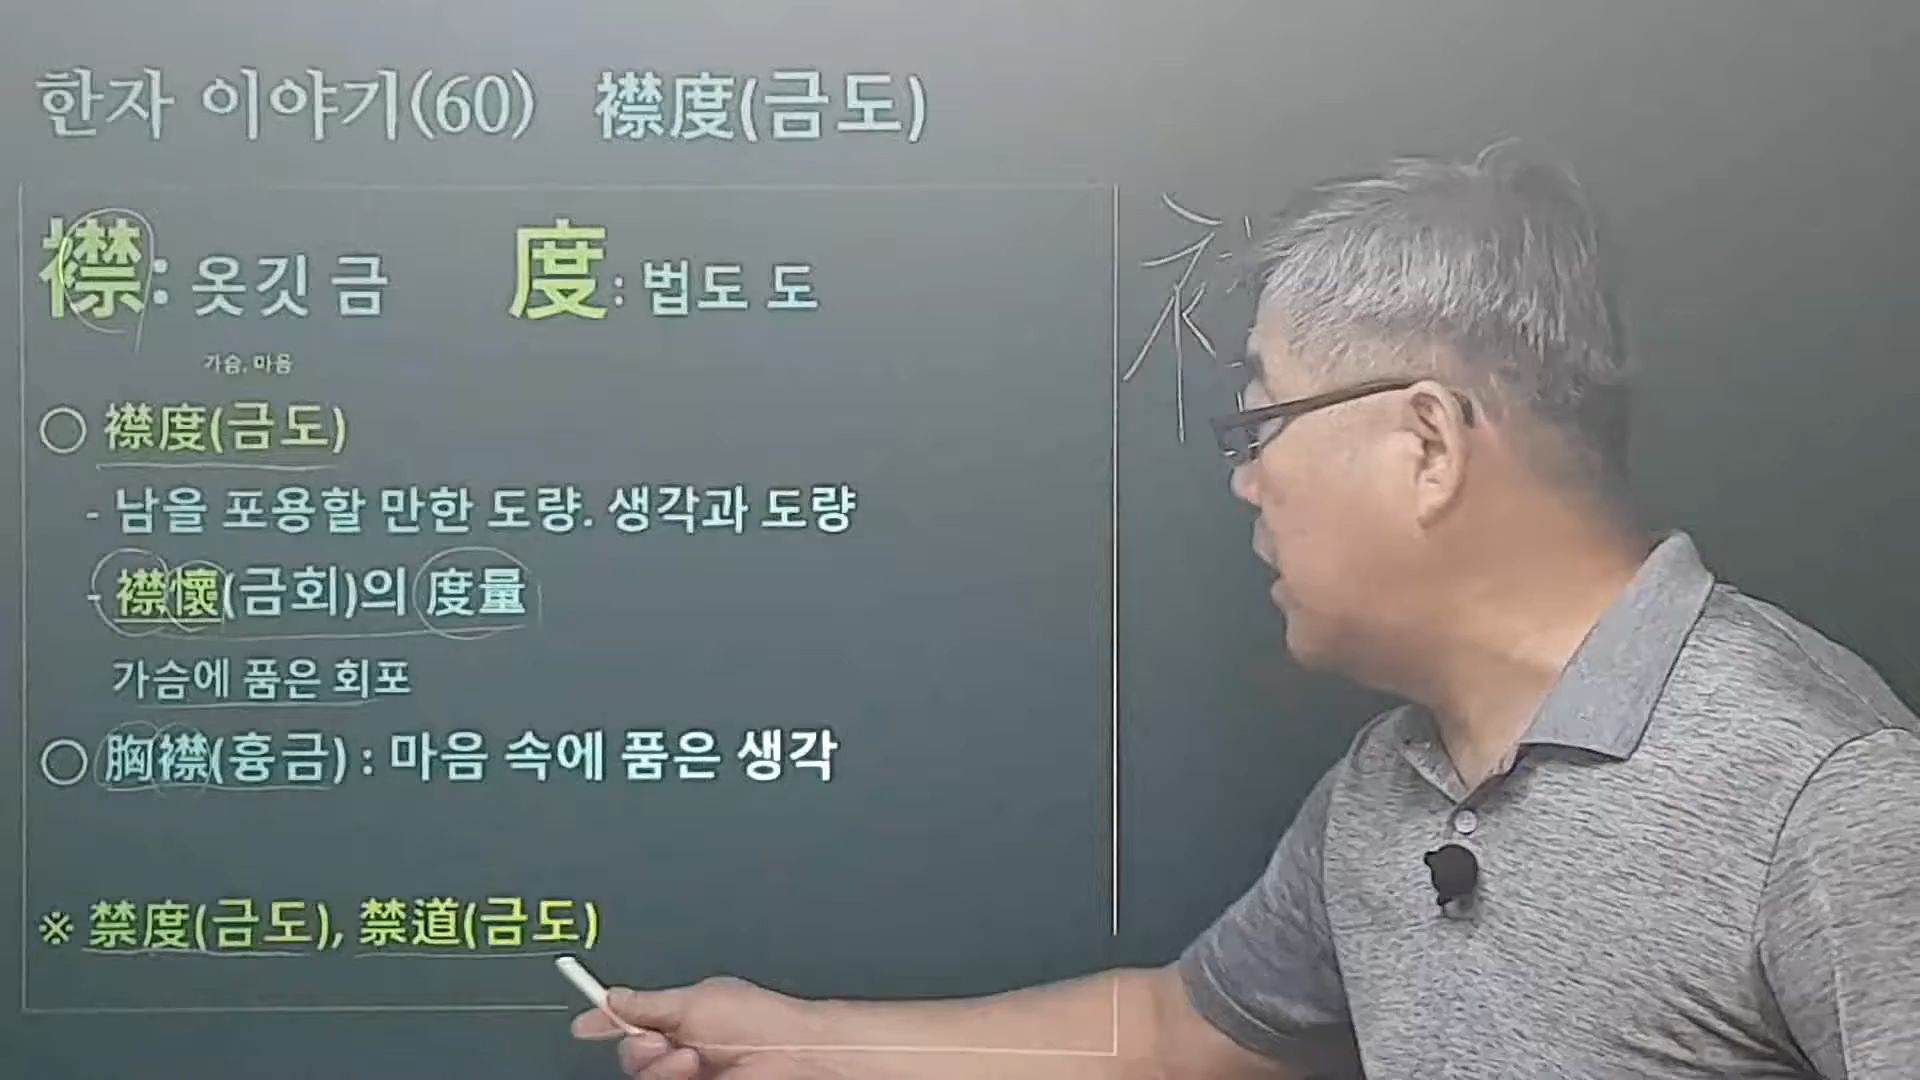 한자 이야기(60) 襟度(금도)
襟: 옷깃 금 度: 법도 도
가슴, 마음
○ 襟度(금도)
- 남을 포용할 만한 도량. 생각과 도량
- 襟懷(금회)의 度量
가슴에 품은 회포
○ 胸襟(흉금) : 마음 속에 품은 생각
※ 禁度(금도), 禁道(금도)